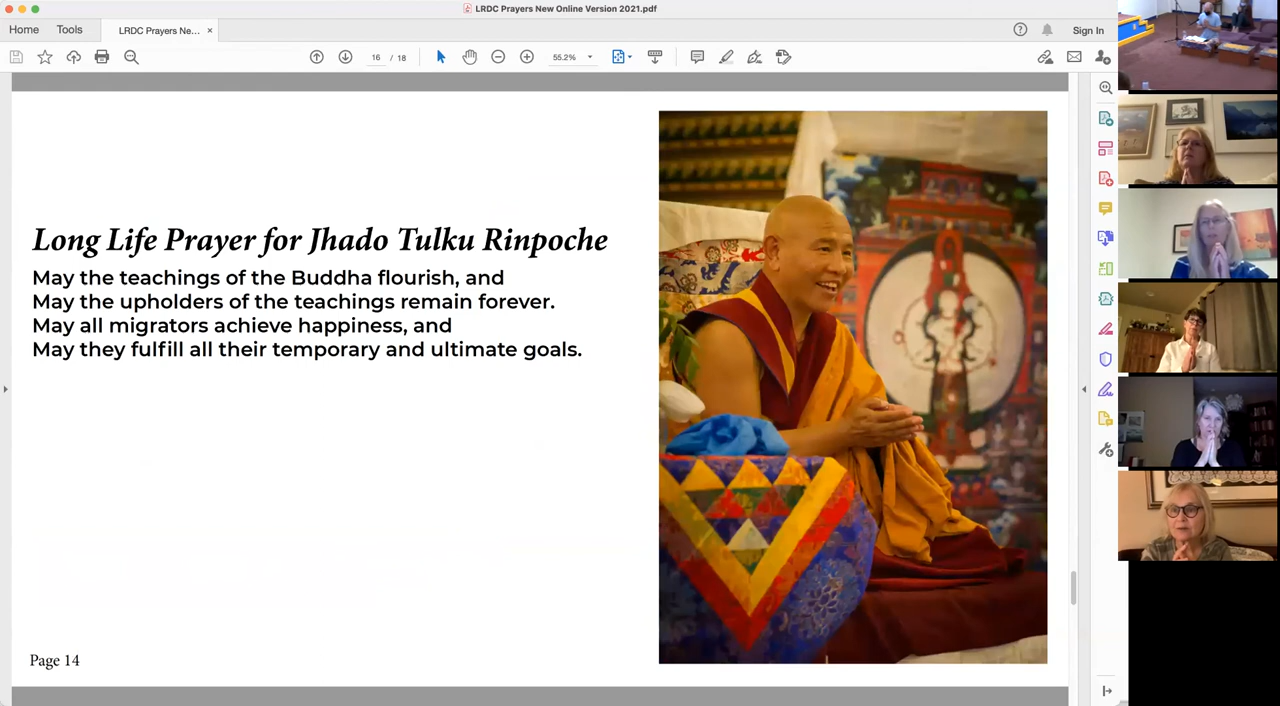 LRDC Prayers New Online Version 2021.pdf
Home Tools LRDC Prayers Ne... × Sign In
16 / 18 55.2%
Long Life Prayer for Jhado Tulku Rinpoche
May the teachings of the Buddha flourish, and
May the upholders of the teachings remain forever.
May all migrators achieve happiness, and
May they fulfill all their temporary and ultimate goals.
Page 14